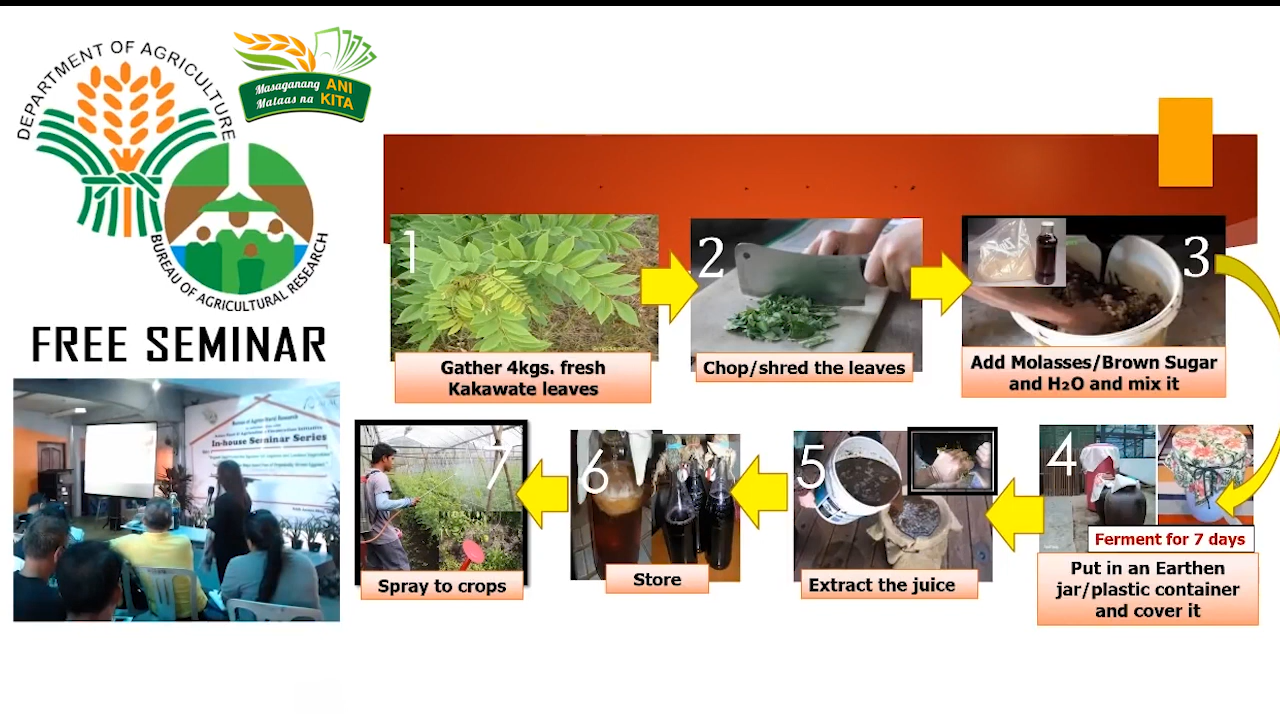 DEPARTMENT OF AGRICULTURE
Masaganang ANI
Mataas na KITA
BUREAU OF AGRICULTURAL RESEARCH
FREE SEMINAR
In-house Seminar Series
1
Gather 4kgs. fresh
Kakawate leaves
2
Chop/shred the leaves
3
Add Molasses/Brown Sugar
and H₂O and mix it
4
Ferment for 7 days
Put in an Earthen
jar/plastic container
and cover it
5
Extract the juice
6
Store
7
Spray to crops